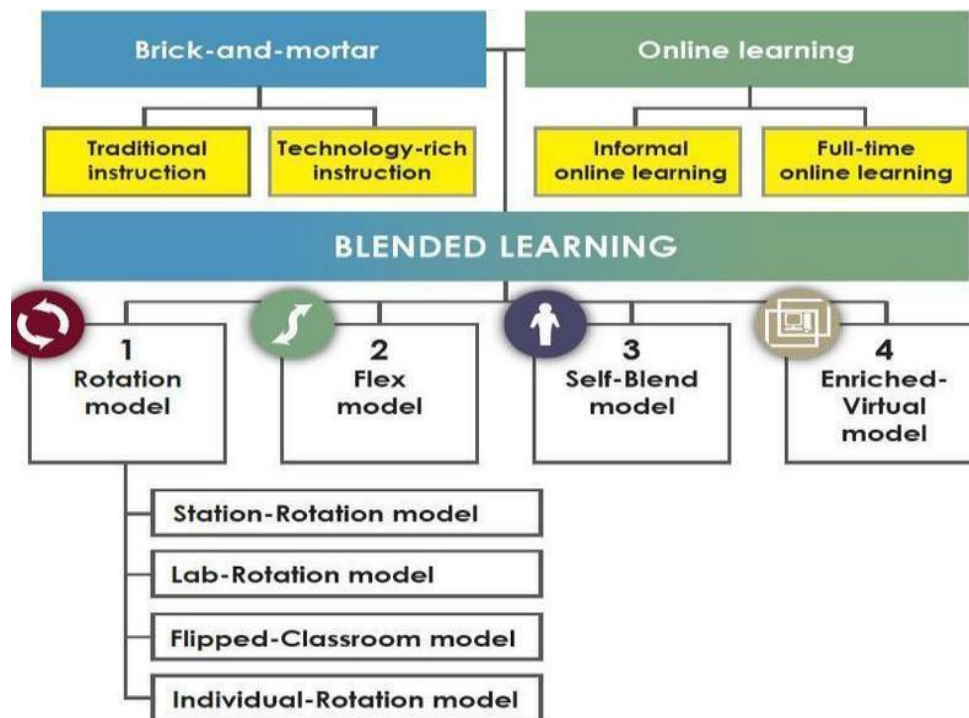 Brick-and-mortar
Online learning
Traditional
instruction
Technology-rich
instruction
Informal
online learning
Full-time
online learning
BLENDED LEARNING
1
Rotation
model
2
Flex
model
3
Self-Blend
model
4
Enriched-
Virtual
model
Station-Rotation model
Lab-Rotation model
Flipped-Classroom model
Individual-Rotation model